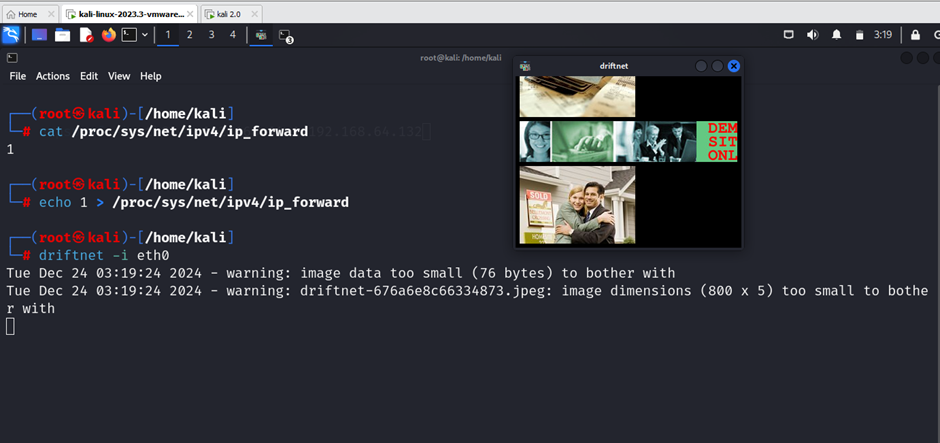 Home
kali-linux-2023.3-vmware...
kali 2.0
1 2 3 4
3
3:19
root@kali: /home/kali
File Actions Edit View Help
driftnet
DEM
SIT
ONL
SOLD
┌──(root㉿kali)-[/home/kali]
└─# cat /proc/sys/net/ipv4/ip_forward192.168.64.132
1
┌──(root㉿kali)-[/home/kali]
└─# echo 1 > /proc/sys/net/ipv4/ip_forward
┌──(root㉿kali)-[/home/kali]
└─# driftnet -i eth0
Tue Dec 24 03:19:24 2024 - warning: image data too small (76 bytes) to bother with
Tue Dec 24 03:19:24 2024 - warning: driftnet-676a6e8c66334873.jpeg: image dimensions (800 x 5) too small to bothe
r with